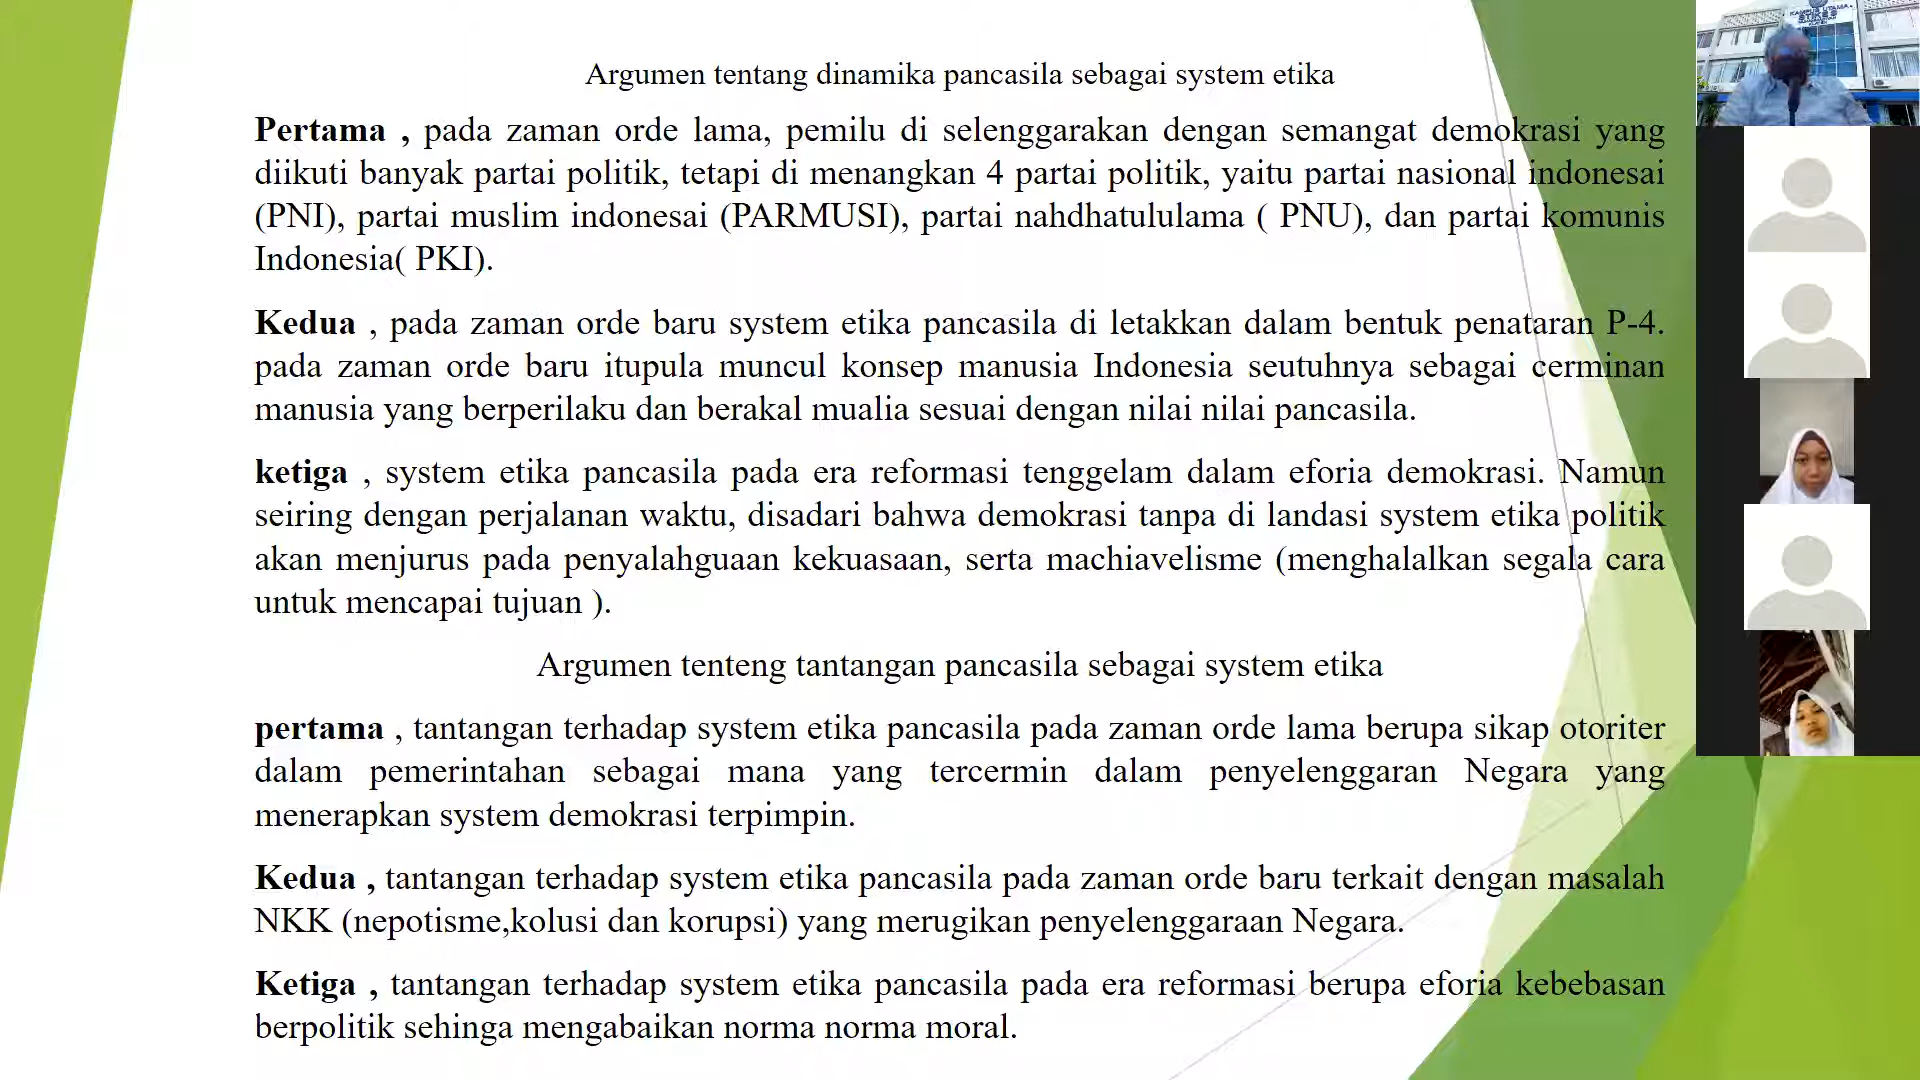 Argumen tentang dinamika pancasila sebagai system etika
Pertama , pada zaman orde lama, pemilu di selenggarakan dengan semangat demokrasi yang
diikuti banyak partai politik, tetapi di menangkan 4 partai politik, yaitu partai nasional indonesai
(PNI), partai muslim indonesai (PARMUSI), partai nahdhatululama ( PNU), dan partai komunis
Indonesia( PKI).
Kedua , pada zaman orde baru system etika pancasila di letakkan dalam bentuk penataran P-4.
pada zaman orde baru itupula muncul konsep manusia Indonesia seutuhnya sebagai cerminan
manusia yang berperilaku dan berakal mualia sesuai dengan nilai nilai pancasila.
ketiga , system etika pancasila pada era reformasi tenggelam dalam eforia demokrasi. Namun
seiring dengan perjalanan waktu, disadari bahwa demokrasi tanpa di landasi system etika politik
akan menjurus pada penyalahguaan kekuasaan, serta machiavelisme (menghalalkan segala cara
untuk mencapai tujuan ).
Argumen tenteng tantangan pancasila sebagai system etika
pertama , tantangan terhadap system etika pancasila pada zaman orde lama berupa sikap otoriter
dalam pemerintahan sebagai mana yang tercermin dalam penyelenggaran Negara yang
menerapkan system demokrasi terpimpin.
Kedua , tantangan terhadap system etika pancasila pada zaman orde baru terkait dengan masalah
NKK (nepotisme,kolusi dan korupsi) yang merugikan penyelenggaraan Negara.
Ketiga , tantangan terhadap system etika pancasila pada era reformasi berupa eforia kebebasan
berpolitik sehinga mengabaikan norma norma moral.
KAMPUS UTAMA
STIKES